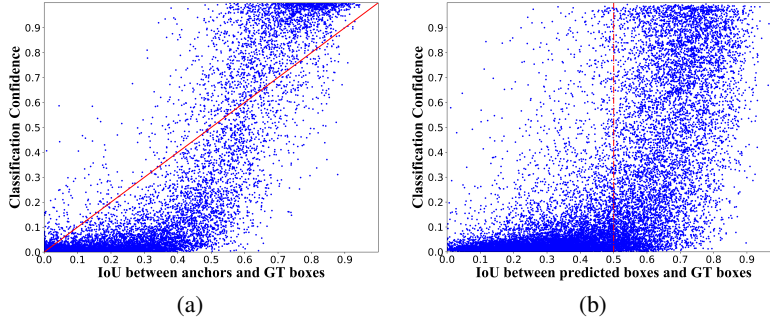 Classification Confidence
0.9
0.8
0.7
0.6
0.5
0.4
0.3
0.2
0.1
0.0
0.0 0.1 0.2 0.3 0.4 0.5 0.6 0.7 0.8 0.9
IoU between anchors and GT boxes
(a)
Classification Confidence
0.9
0.8
0.7
0.6
0.5
0.4
0.3
0.2
0.1
0.0
0.0 0.1 0.2 0.3 0.4 0.5 0.6 0.7 0.8 0.9
IoU between predicted boxes and GT boxes
(b)